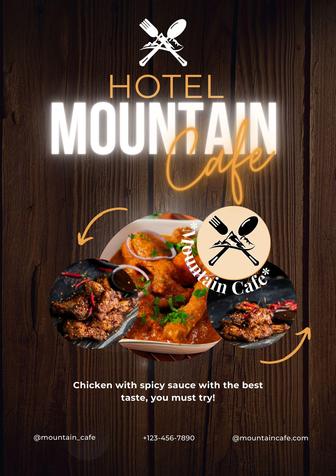 HOTEL
MOUNTAIN
Cafe
*Mountain Cafe*
Chicken with spicy sauce with the best
taste, you must try!
@mountain_cafe
+123-456-7890
@mountaincafe.com